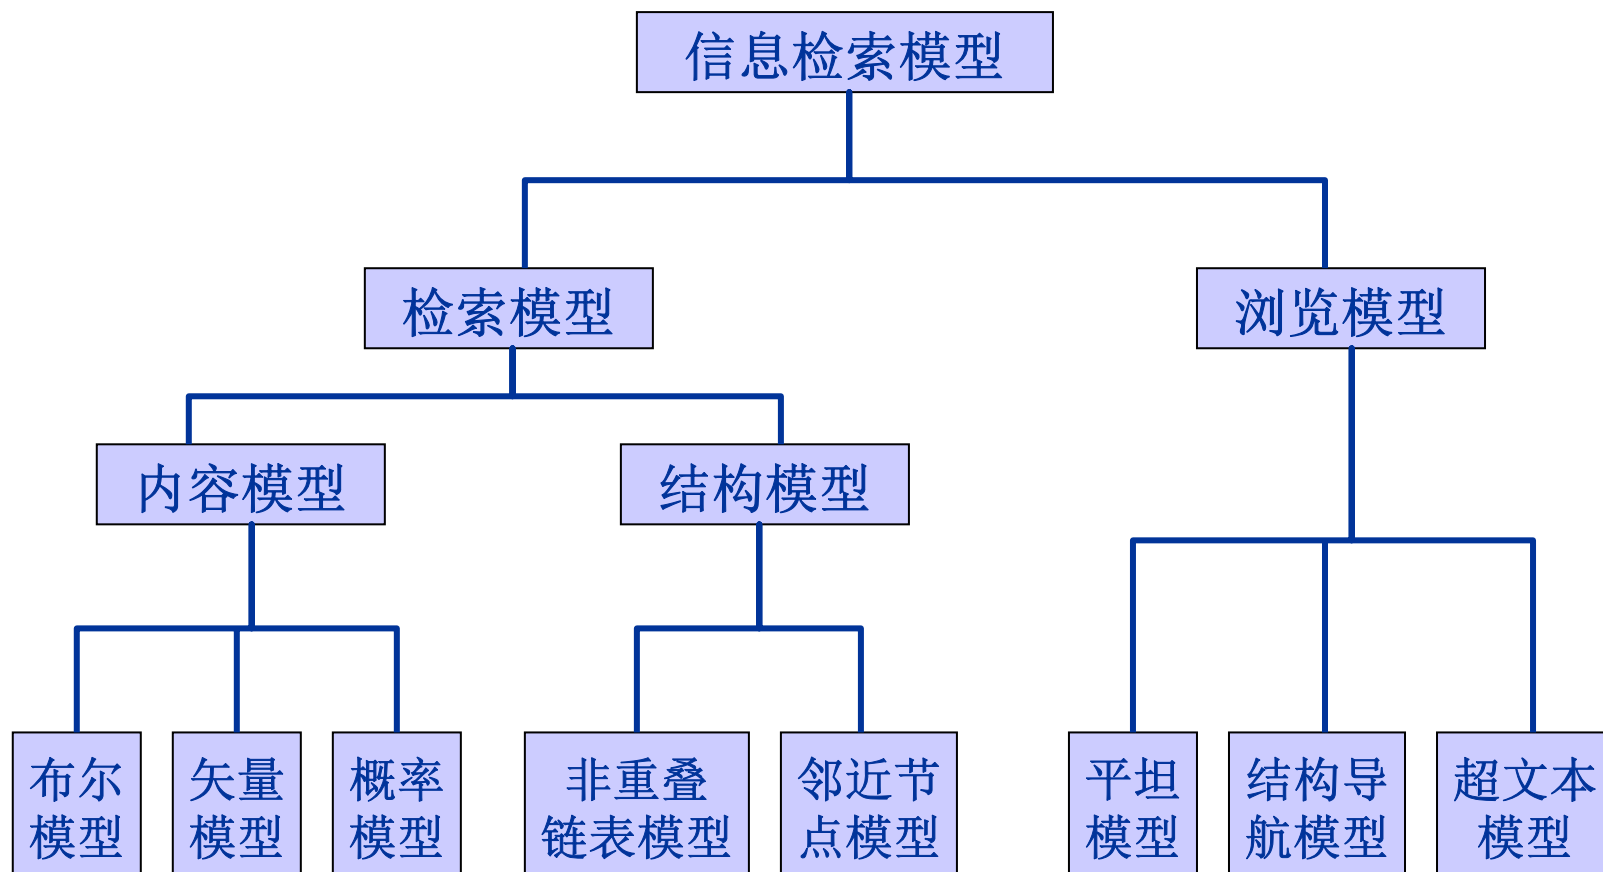 信息检索模型
检索模型
浏览模型
内容模型
结构模型
布尔
模型
矢量
模型
概率
模型
非重叠
链表模型
邻近节
点模型
平坦
模型
结构导
航模型
超文本
模型